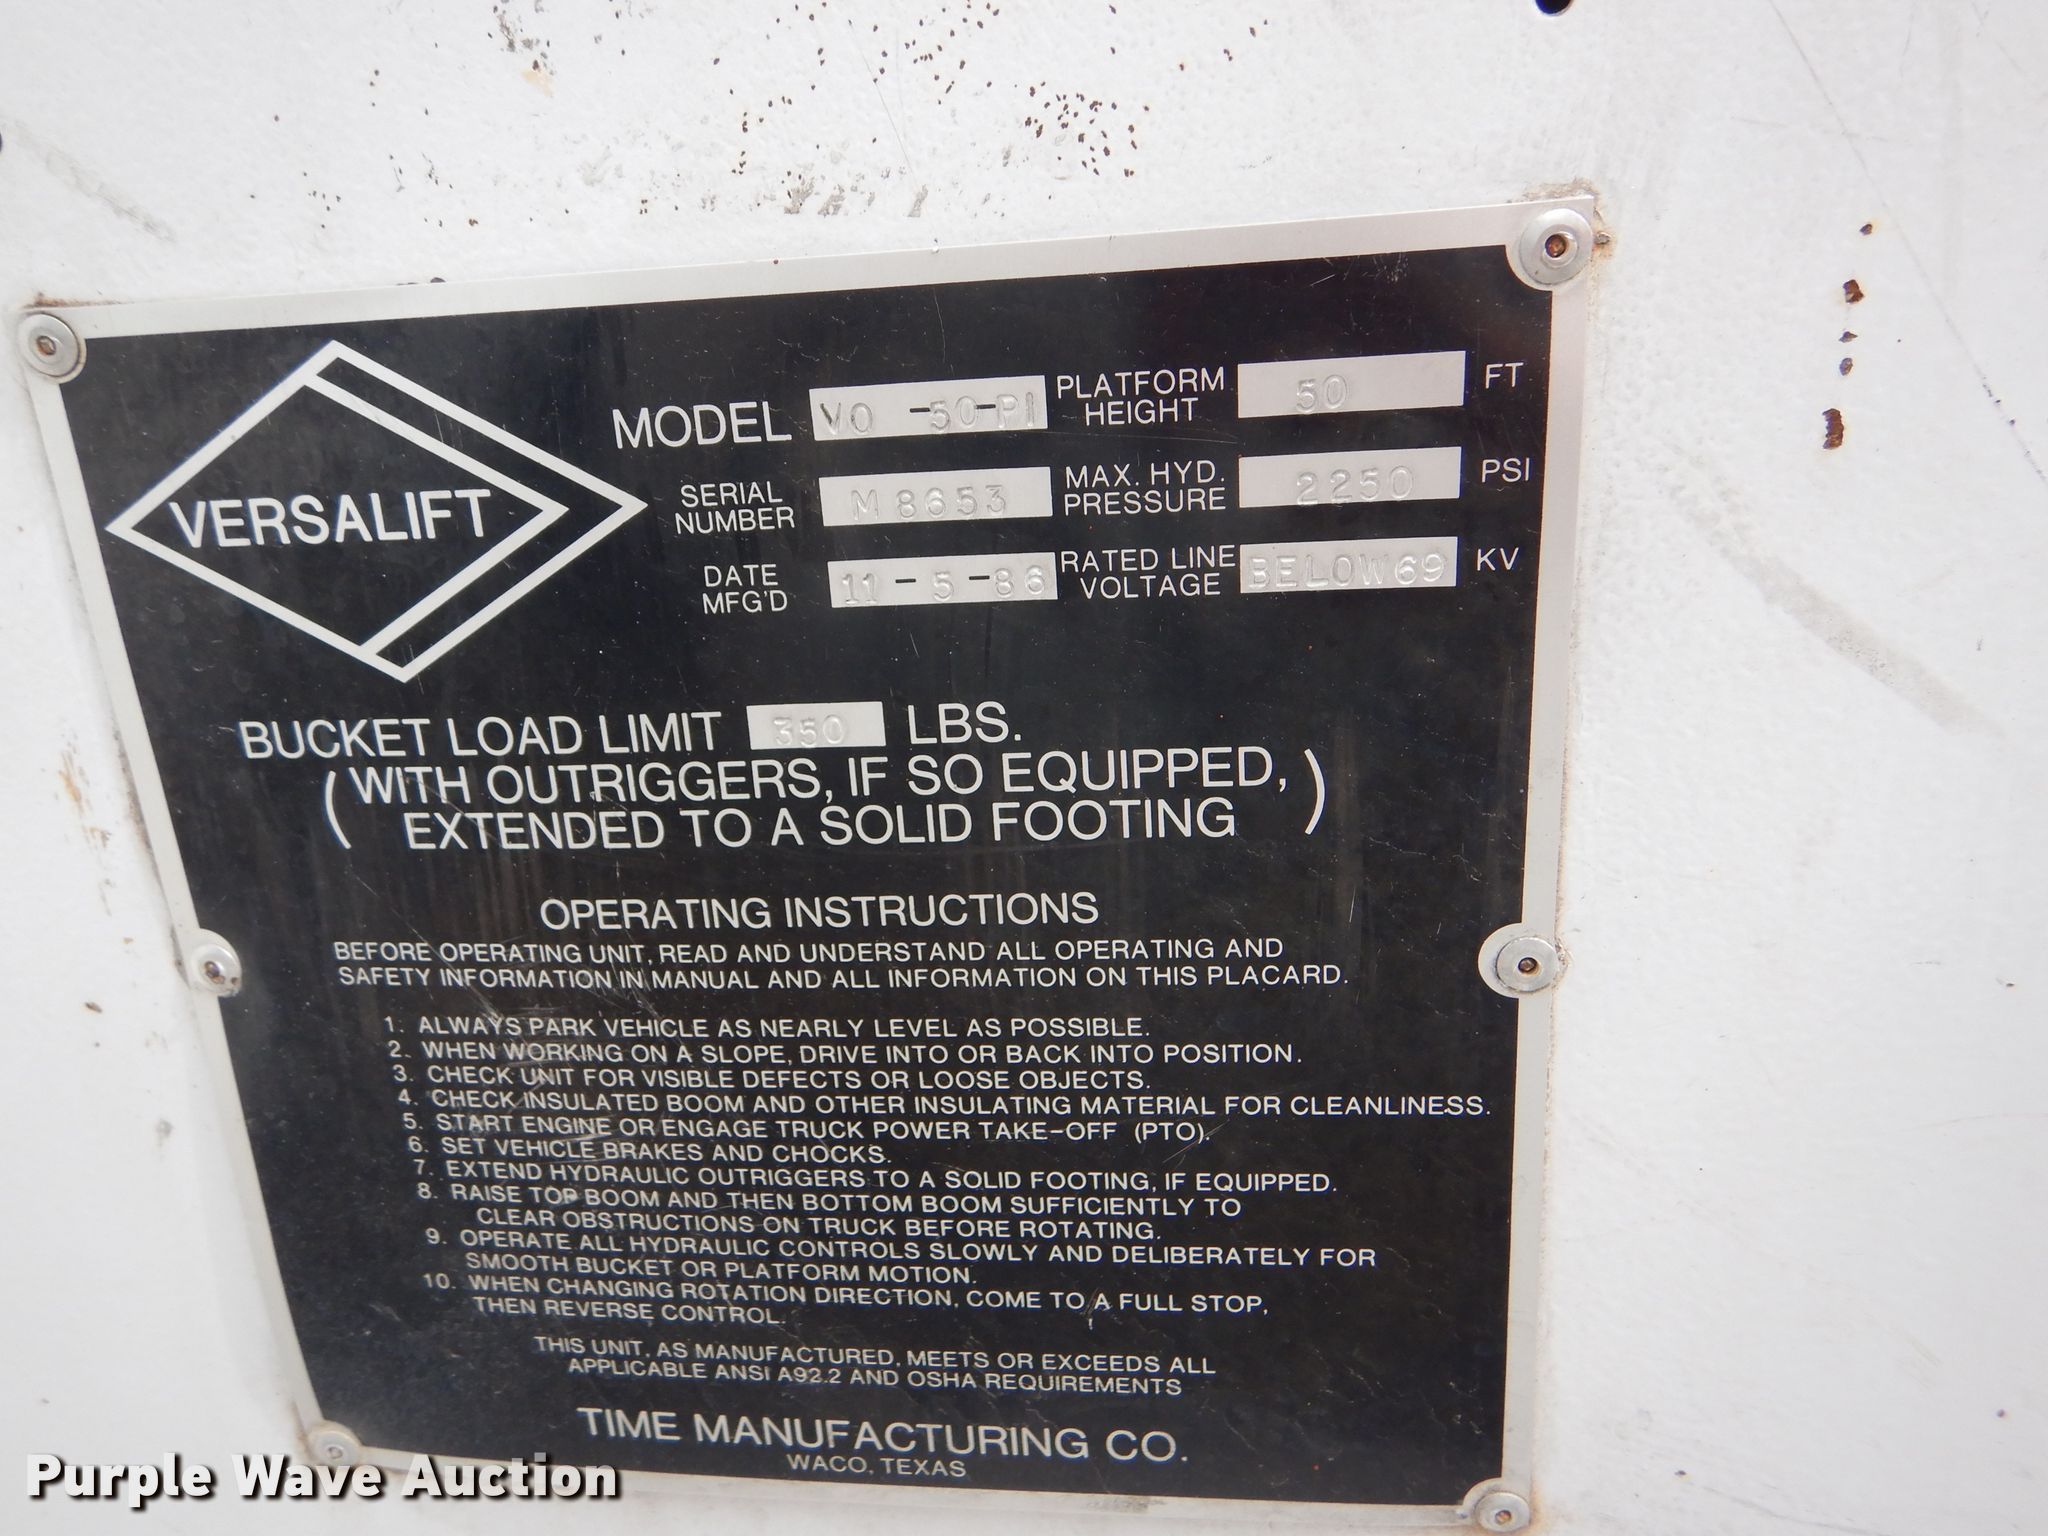 VERSALIFT
MODEL VO -50-PI
PLATFORM HEIGHT 50 FT
SERIAL NUMBER M8653
MAX. HYD. PRESSURE 2250 PSI
DATE MFG'D 11-5-86
RATED LINE VOLTAGE BELOW69 KV
BUCKET LOAD LIMIT 350 LBS.
(WITH OUTRIGGERS, IF SO EQUIPPED,
EXTENDED TO A SOLID FOOTING)
OPERATING INSTRUCTIONS
BEFORE OPERATING UNIT, READ AND UNDERSTAND ALL OPERATING AND
SAFETY INFORMATION IN MANUAL AND ALL INFORMATION ON THIS PLACARD.
1. ALWAYS PARK VEHICLE AS NEARLY LEVEL AS POSSIBLE.
2. WHEN WORKING ON A SLOPE, DRIVE INTO OR BACK INTO POSITION.
3. CHECK UNIT FOR VISIBLE DEFECTS OR LOOSE OBJECTS.
4. CHECK INSULATED BOOM AND OTHER INSULATING MATERIAL FOR CLEANLINESS.
5. START ENGINE OR ENGAGE TRUCK POWER TAKE-OFF (PTO).
6. SET VEHICLE BRAKES AND CHOCKS.
7. EXTEND HYDRAULIC OUTRIGGERS TO A SOLID FOOTING, IF EQUIPPED.
8. RAISE TOP BOOM AND THEN BOTTOM BOOM SUFFICIENTLY TO
CLEAR OBSTRUCTIONS ON TRUCK BEFORE ROTATING.
9. OPERATE ALL HYDRAULIC CONTROLS SLOWLY AND DELIBERATELY FOR
SMOOTH BUCKET OR PLATFORM MOTION.
10. WHEN CHANGING ROTATION DIRECTION, COME TO A FULL STOP,
THEN REVERSE CONTROL.
THIS UNIT, AS MANUFACTURED, MEETS OR EXCEEDS ALL
APPLICABLE ANSI A92.2 AND OSHA REQUIREMENTS
TIME MANUFACTURING CO.
WACO, TEXAS
Purple Wave Auction